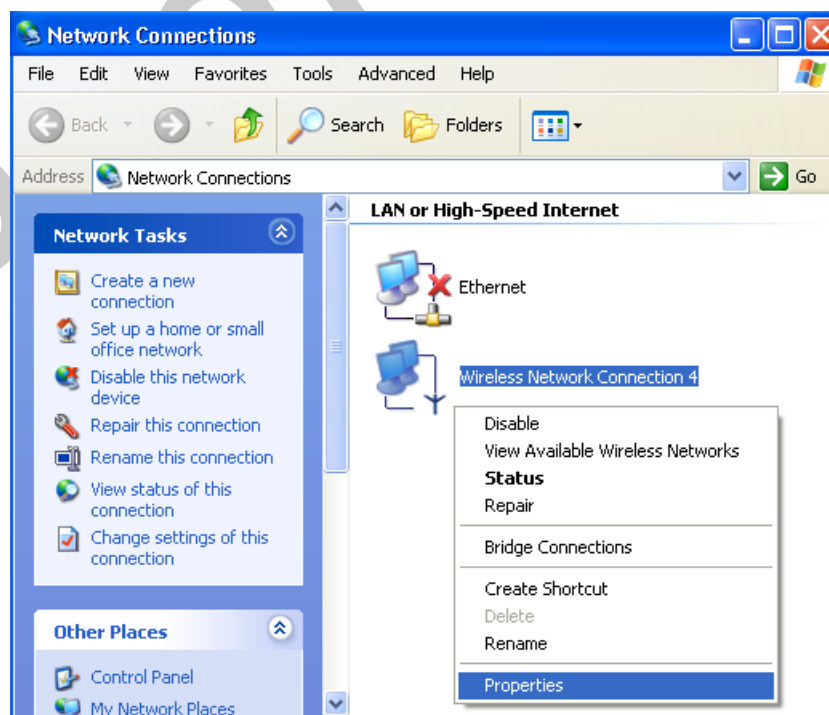 Network Connections
File Edit View Favorites Tools Advanced Help
Back Search Folders
Address Network Connections Go
Network Tasks
Create a new
connection
Set up a home or small
office network
Disable this network
device
Repair this connection
Rename this connection
View status of this
connection
Change settings of this
connection
Other Places
Control Panel
My Network Places
LAN or High-Speed Internet
Ethernet
Wireless Network Connection 4
Disable
View Available Wireless Networks
Status
Repair
Bridge Connections
Create Shortcut
Delete
Rename
Properties